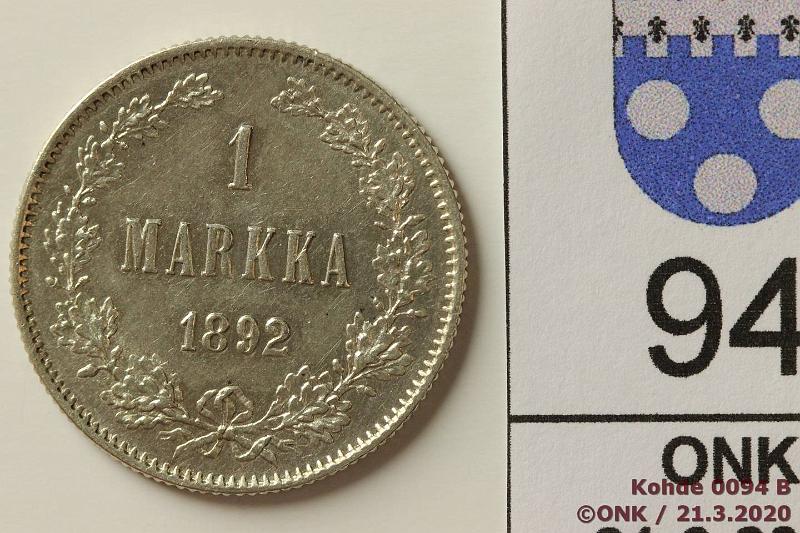 1
MARKKA
1892
94
ONK
Kohde 0094 B
©ONK / 21.3.2020